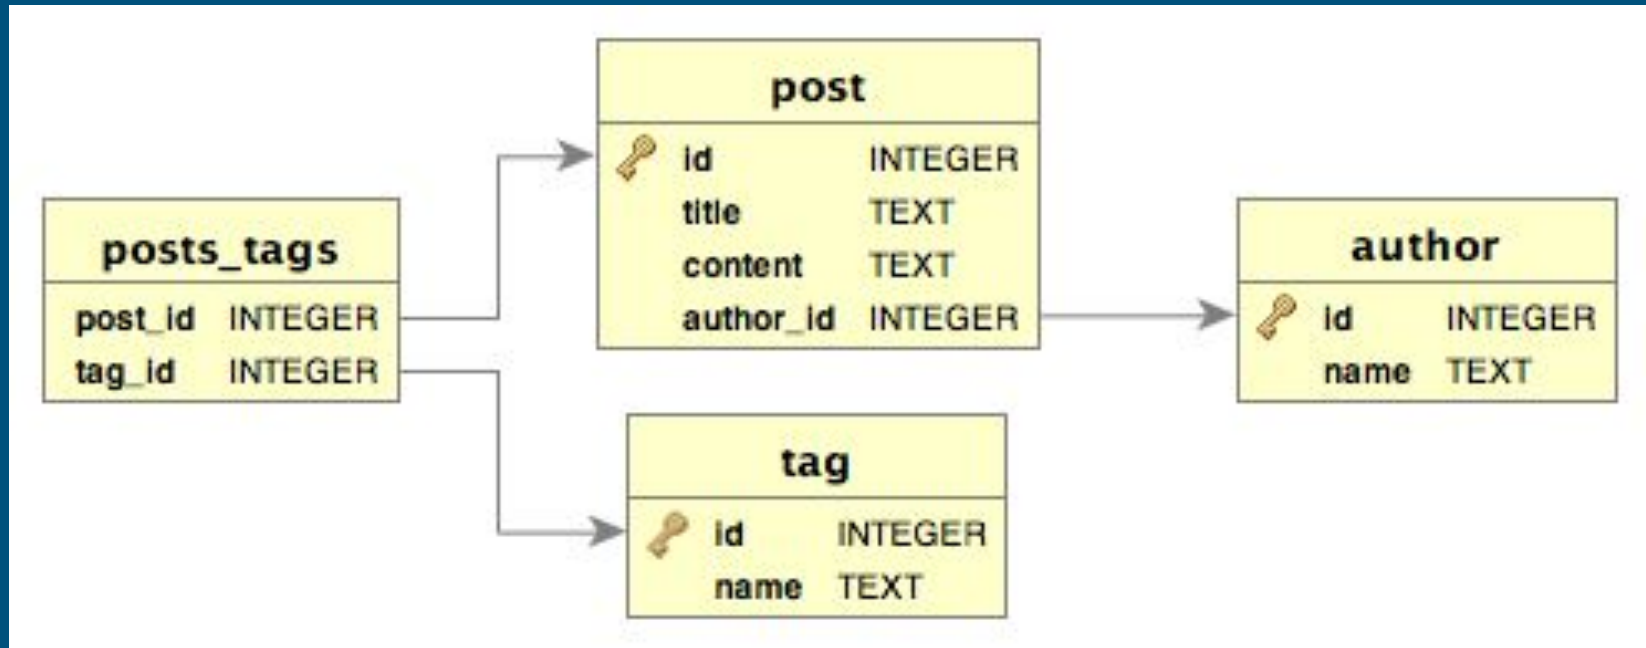 posts_tags
post_id INTEGER
tag_id INTEGER
post
id INTEGER
title TEXT
content TEXT
author_id INTEGER
tag
id INTEGER
name TEXT
author
id INTEGER
name TEXT